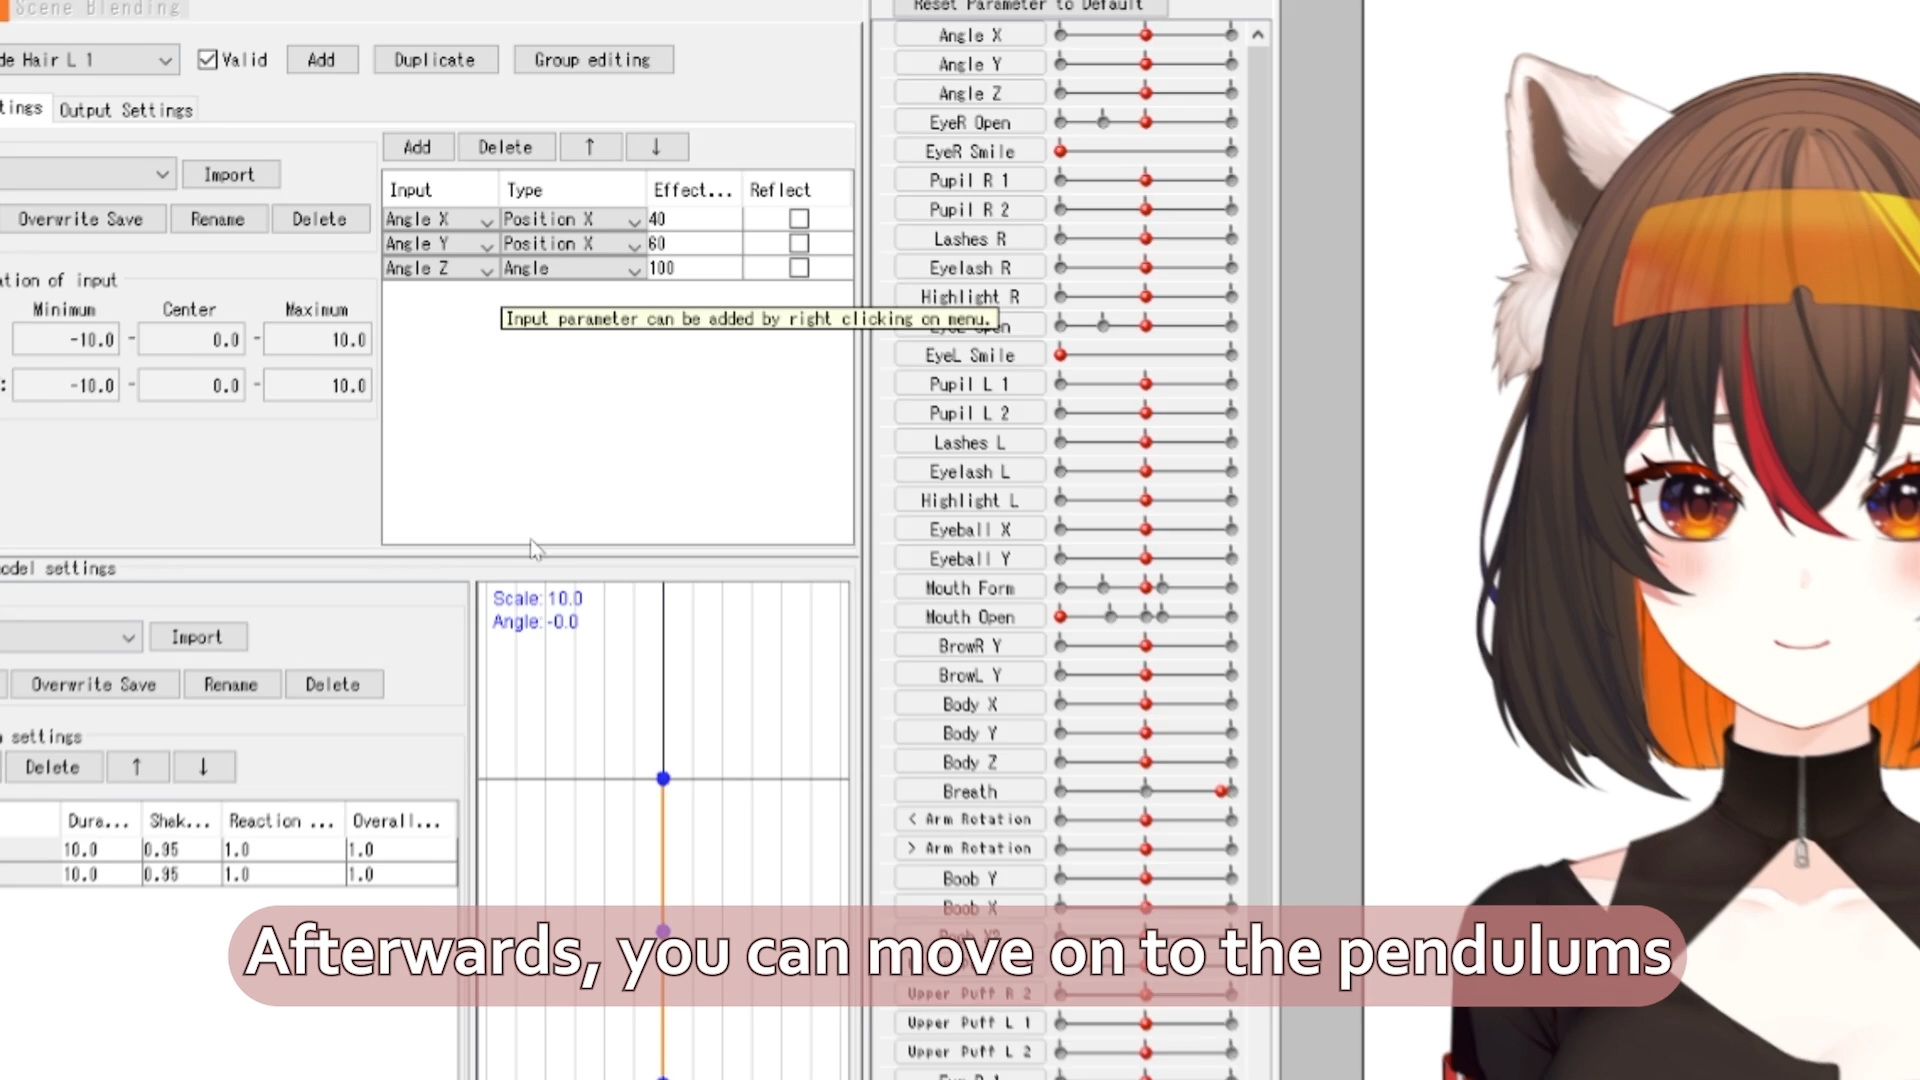 Scene Blending
de Hair L 1
Valid
Add
Duplicate
Group editing
tings
Output Settings
Import
Overwrite Save
Rename
Delete
ation of input
Minimum Center Maximum
-10.0 - 0.0 - 10.0
: -10.0 - 0.0 - 10.0
Add
Delete
↑
↓
Input Type Effect... Reflect
Angle X Position X 40
Angle Y Position X 60
Angle Z Angle 100
Input parameter can be added by right clicking on menu.
odel settings
Import
Overwrite Save
Rename
Delete
settings
Delete
↑
↓
Dura... Shak... Reaction ... Overall...
10.0 0.95 1.0 1.0
10.0 0.95 1.0 1.0
Scale: 10.0
Angle: -0.0
Reset Parameter to Default
Angle X
Angle Y
Angle Z
EyeR Open
EyeR Smile
Pupil R 1
Pupil R 2
Lashes R
Eyelash R
Highlight R
EyeL Open
EyeL Smile
Pupil L 1
Pupil L 2
Lashes L
Eyelash L
Highlight L
Eyeball X
Eyeball Y
Mouth Form
Mouth Open
BrowR Y
BrowL Y
Body X
Body Y
Body Z
Breath
< Arm Rotation
> Arm Rotation
Boob Y
Boob X
Boob Y2
Upper Puff R 2
Upper Puff L 1
Upper Puff L 2
Afterwards, you can move on to the pendulums